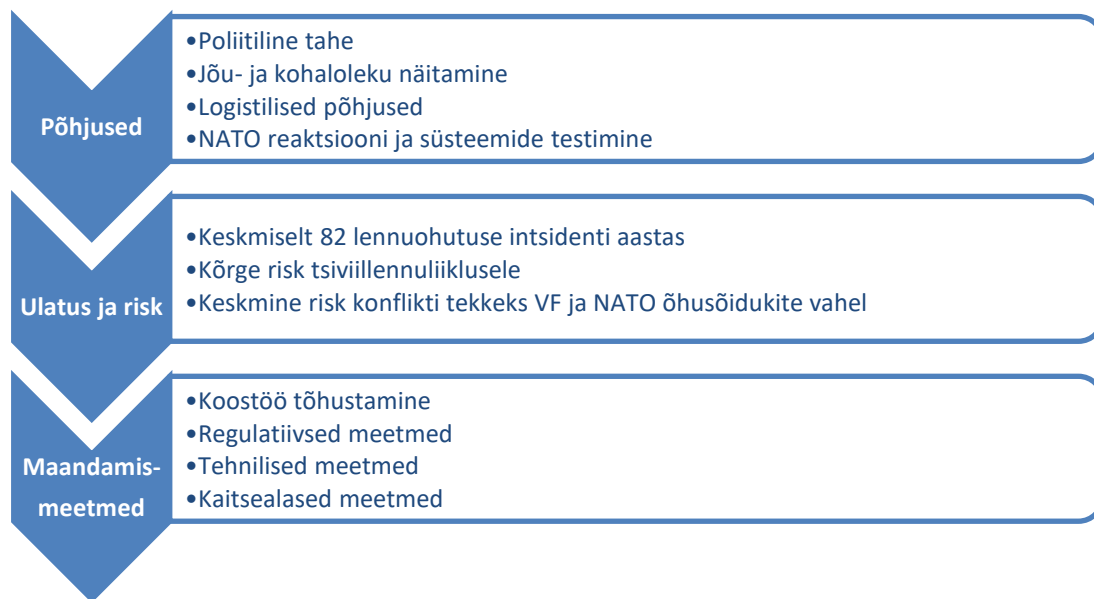 Põhjused
•Poliitiline tahe
•Jõu- ja kohaloleku näitamine
•Logistilised põhjused
•NATO reaktsiooni ja süsteemide testimine
Ulatus ja risk
•Keskmiselt 82 lennuohutuse intsidenti aastas
•Kõrge risk tsiviillennuliiklusele
•Keskmine risk konflikti tekkeks VF ja NATO õhusõidukite vahel
Maandamis-
meetmed
•Koostöö tõhustamine
•Regulatiivsed meetmed
•Tehnilised meetmed
•Kaitsealased meetmed